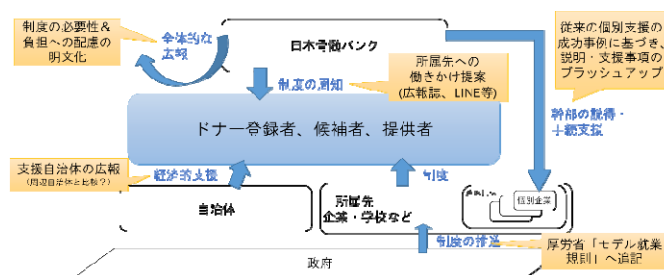 制度の必要性&
負担への配慮の
明文化
全体的な
広報
日本骨髄バンク
従来の個別支援の
成功事例に基づき、
説明・支援事項の
ブラッシュアップ
制度の周知
所属先への
働きかけ提案
(広報誌、LINE等)
ドナー登録者、候補者、提供者
幹部の説得・
支援自治体の広報
(周辺自治体と比較?)
経済的支援
制度
自治体
所属先
企業・学校など
個別企業
制度の推進
厚労省「モデル就業
規則」へ追記
政府